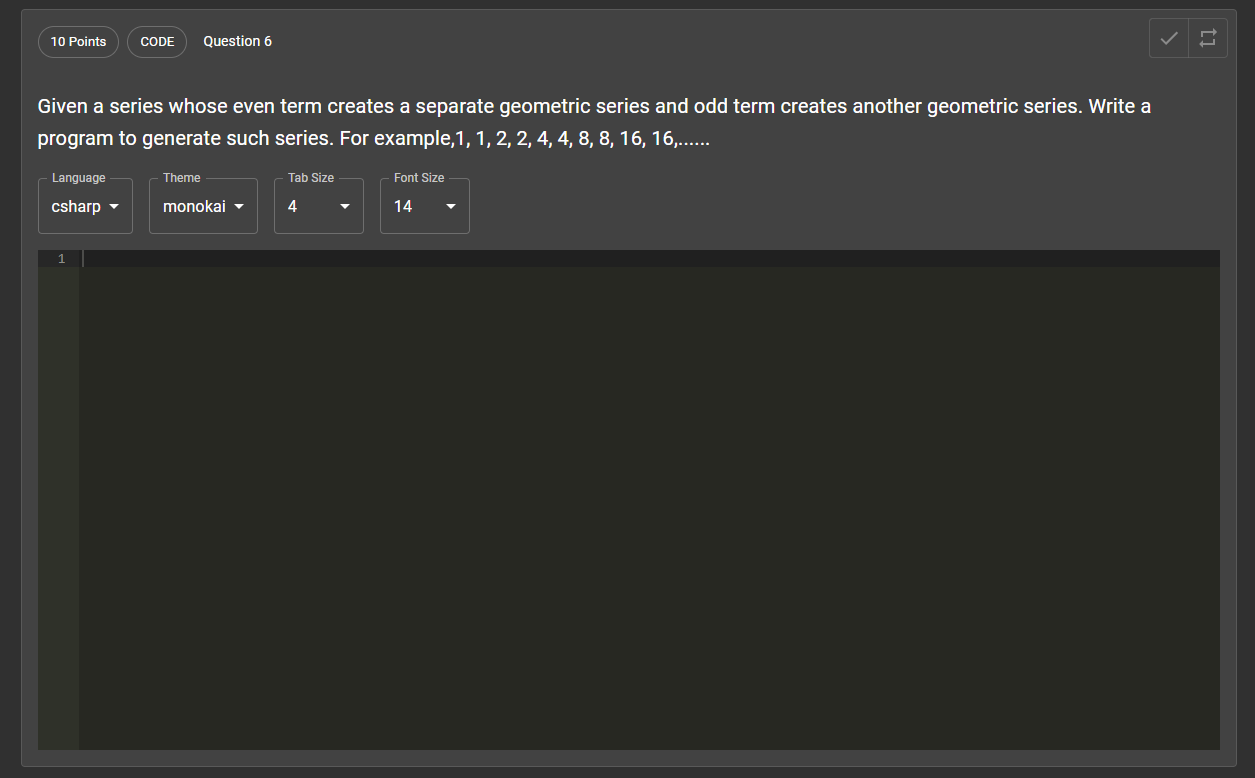 10 Points CODE Question 6
Given a series whose even term creates a separate geometric series and odd term creates another geometric series. Write a
program to generate such series. For example,1, 1, 2, 2, 4, 4, 8, 8, 16, 16,......
Language Theme Tab Size Font Size
csharp monokai 4 14
1